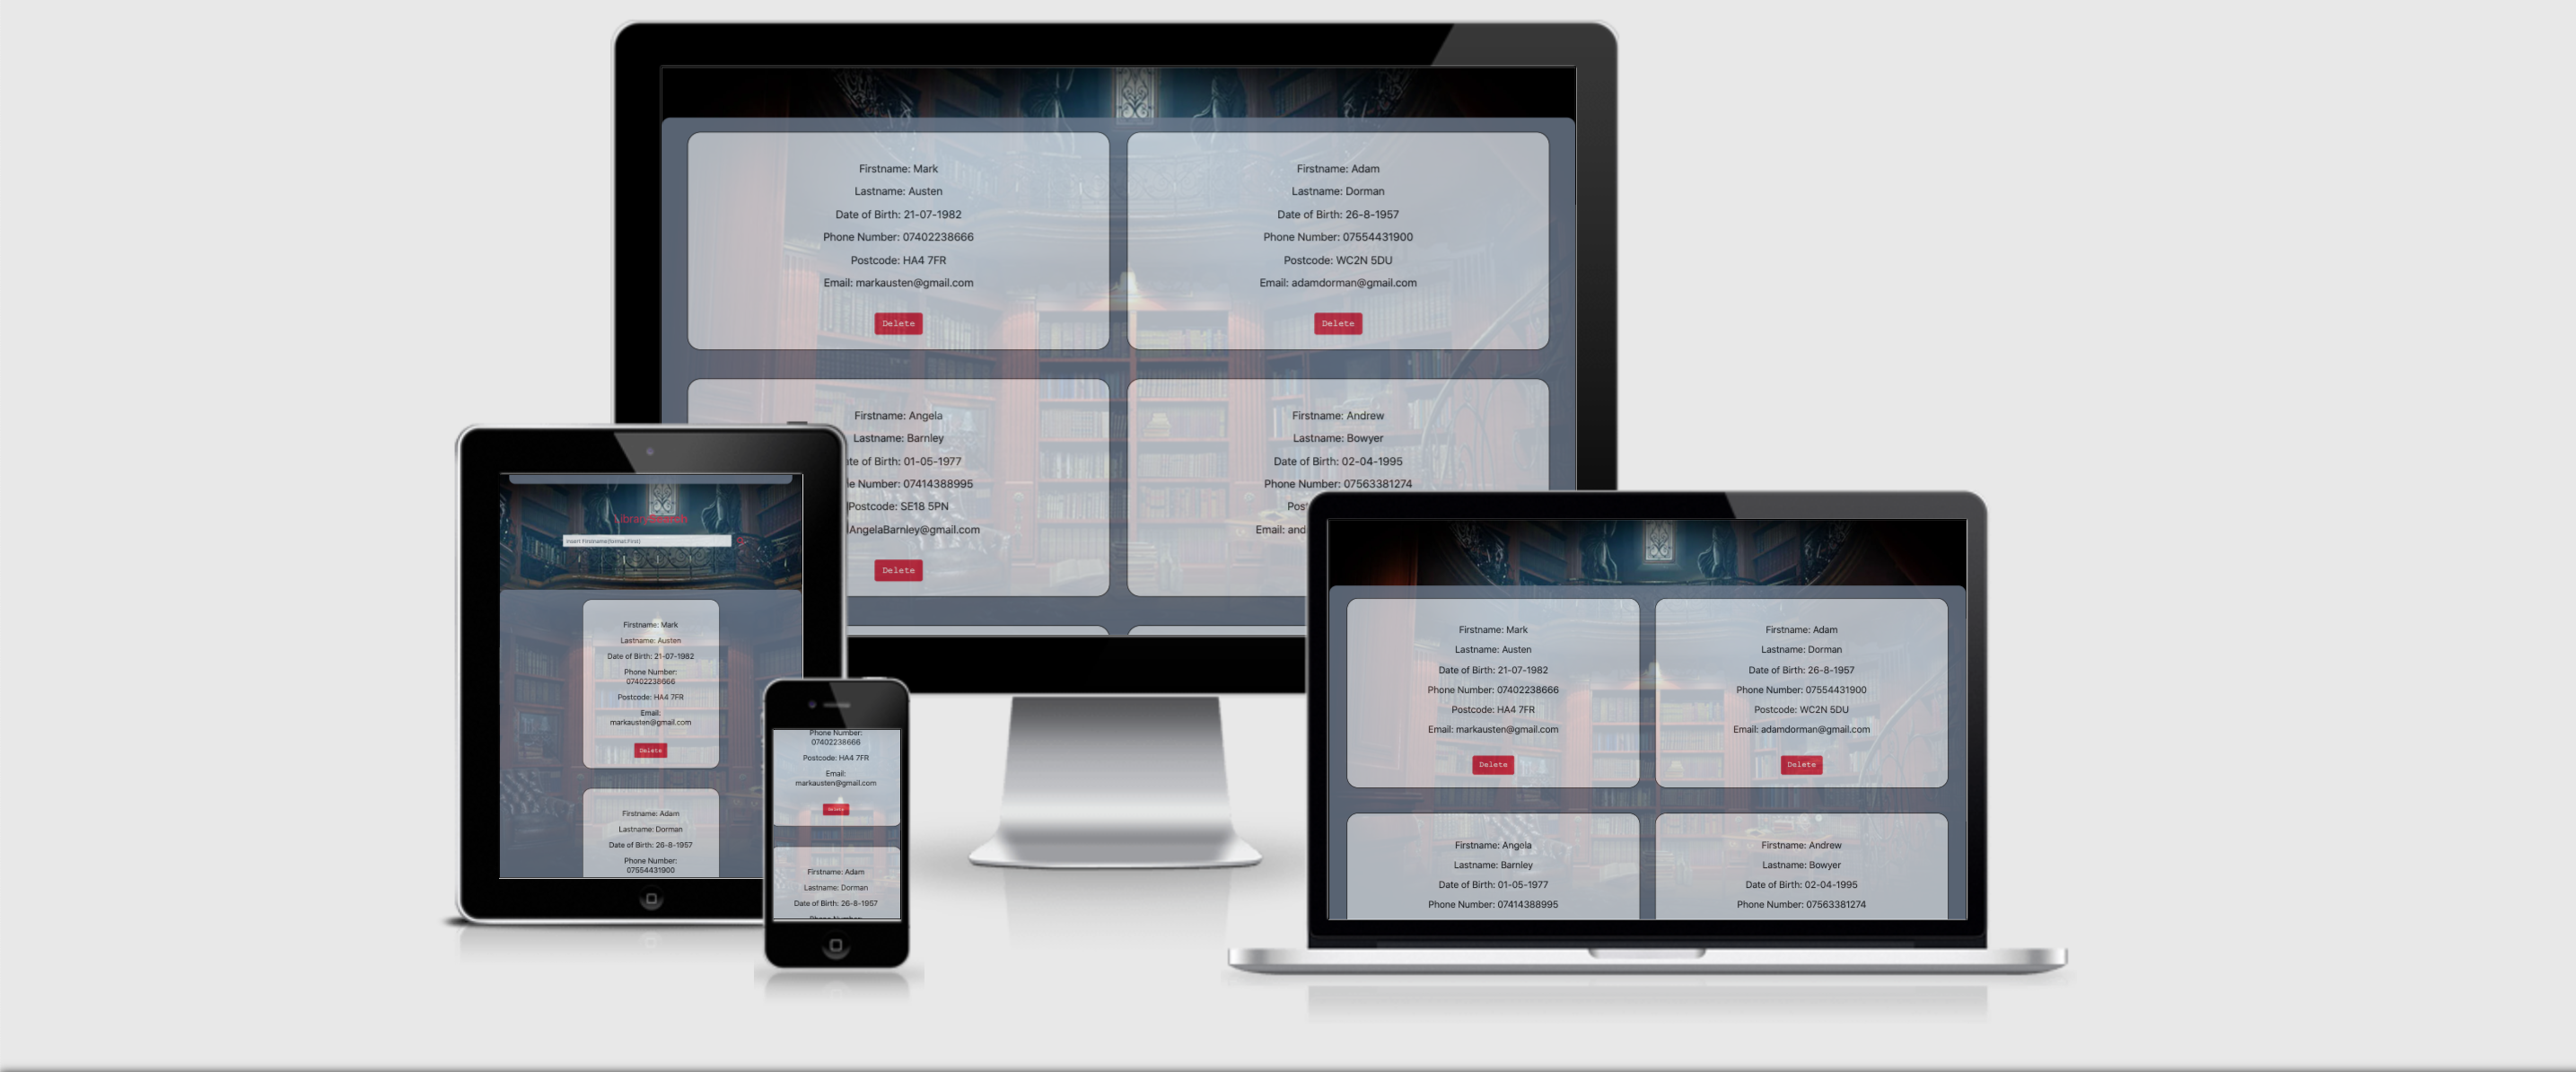 Firstname: Mark
Lastname: Austen
Date of Birth: 21-07-1982
Phone Number: 07402238666
Postcode: HA4 7FR
Email: markausten@gmail.com
Delete
Firstname: Adam
Lastname: Dorman
Date of Birth: 26-8-1957
Phone Number: 07554431900
Postcode: WC2N 5DU
Email: adamdorman@gmail.com
Delete
Firstname: Angela
Lastname: Barnley
of Birth: 01-05-1977
Number: 07414388995
Postcode: SE18 5PN
AngelaBarnley@gmail.com
Delete
Firstname: Andrew
Lastname: Bowyer
Date of Birth: 02-04-1995
Phone Number: 07563381274
Pos
Email: and
Library
Insert Firstname(format:First)
Firstname: Mark
Lastname: Austen
Date of Birth: 21-07-1982
Phone Number:
07402238666
Postcode: HA4 7FR
Email:
markausten@gmail.com
Delete
Firstname: Adam
Lastname: Dorman
Date of Birth: 26-8-1957
Phone Number:
07554431900
Phone Number:
07402238666
Postcode: HA4 7FR
Email:
markausten@gmail.com
Delete
Firstname: Adam
Lastname: Dorman
Date of Birth: 26-8-1957
Phone Number:
Firstname: Mark
Lastname: Austen
Date of Birth: 21-07-1982
Phone Number: 07402238666
Postcode: HA4 7FR
Email: markausten@gmail.com
Delete
Firstname: Adam
Lastname: Dorman
Date of Birth: 26-8-1957
Phone Number: 07554431900
Postcode: WC2N 5DU
Email: adamdorman@gmail.com
Delete
Firstname: Angela
Lastname: Barnley
Date of Birth: 01-05-1977
Phone Number: 07414388995
Firstname: Andrew
Lastname: Bowyer
Date of Birth: 02-04-1995
Phone Number: 07563381274